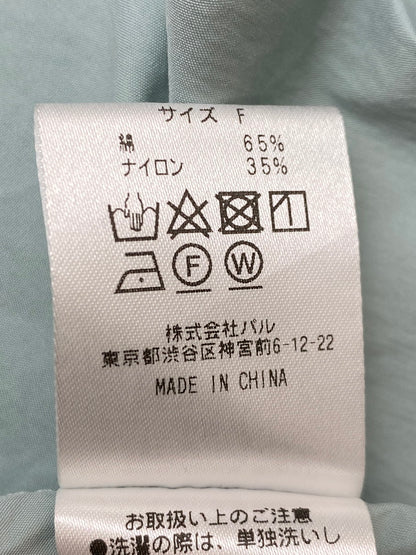 サイズ F
綿 65%
ナイロン 35%
F W
株式会社パル
東京都渋谷区神宮前6-12-22
MADE IN CHINA
お取扱い上のご注意
●洗濯の際は、単独洗いし